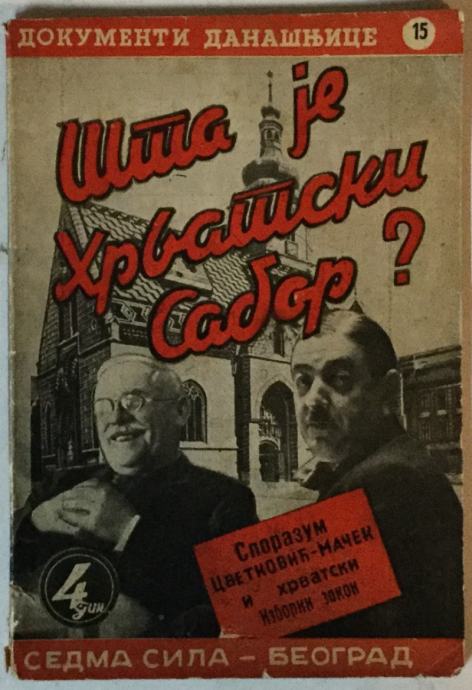 ДОКУМЕНТИ ДАНАШЊИЦЕ 15
Шта је
Хрватски
Сабор ?
Споразум
Цветковић-Мачек
и хрватски
Изборни закон
4 дин
СЕДМА СИЛА – БЕОГРАД